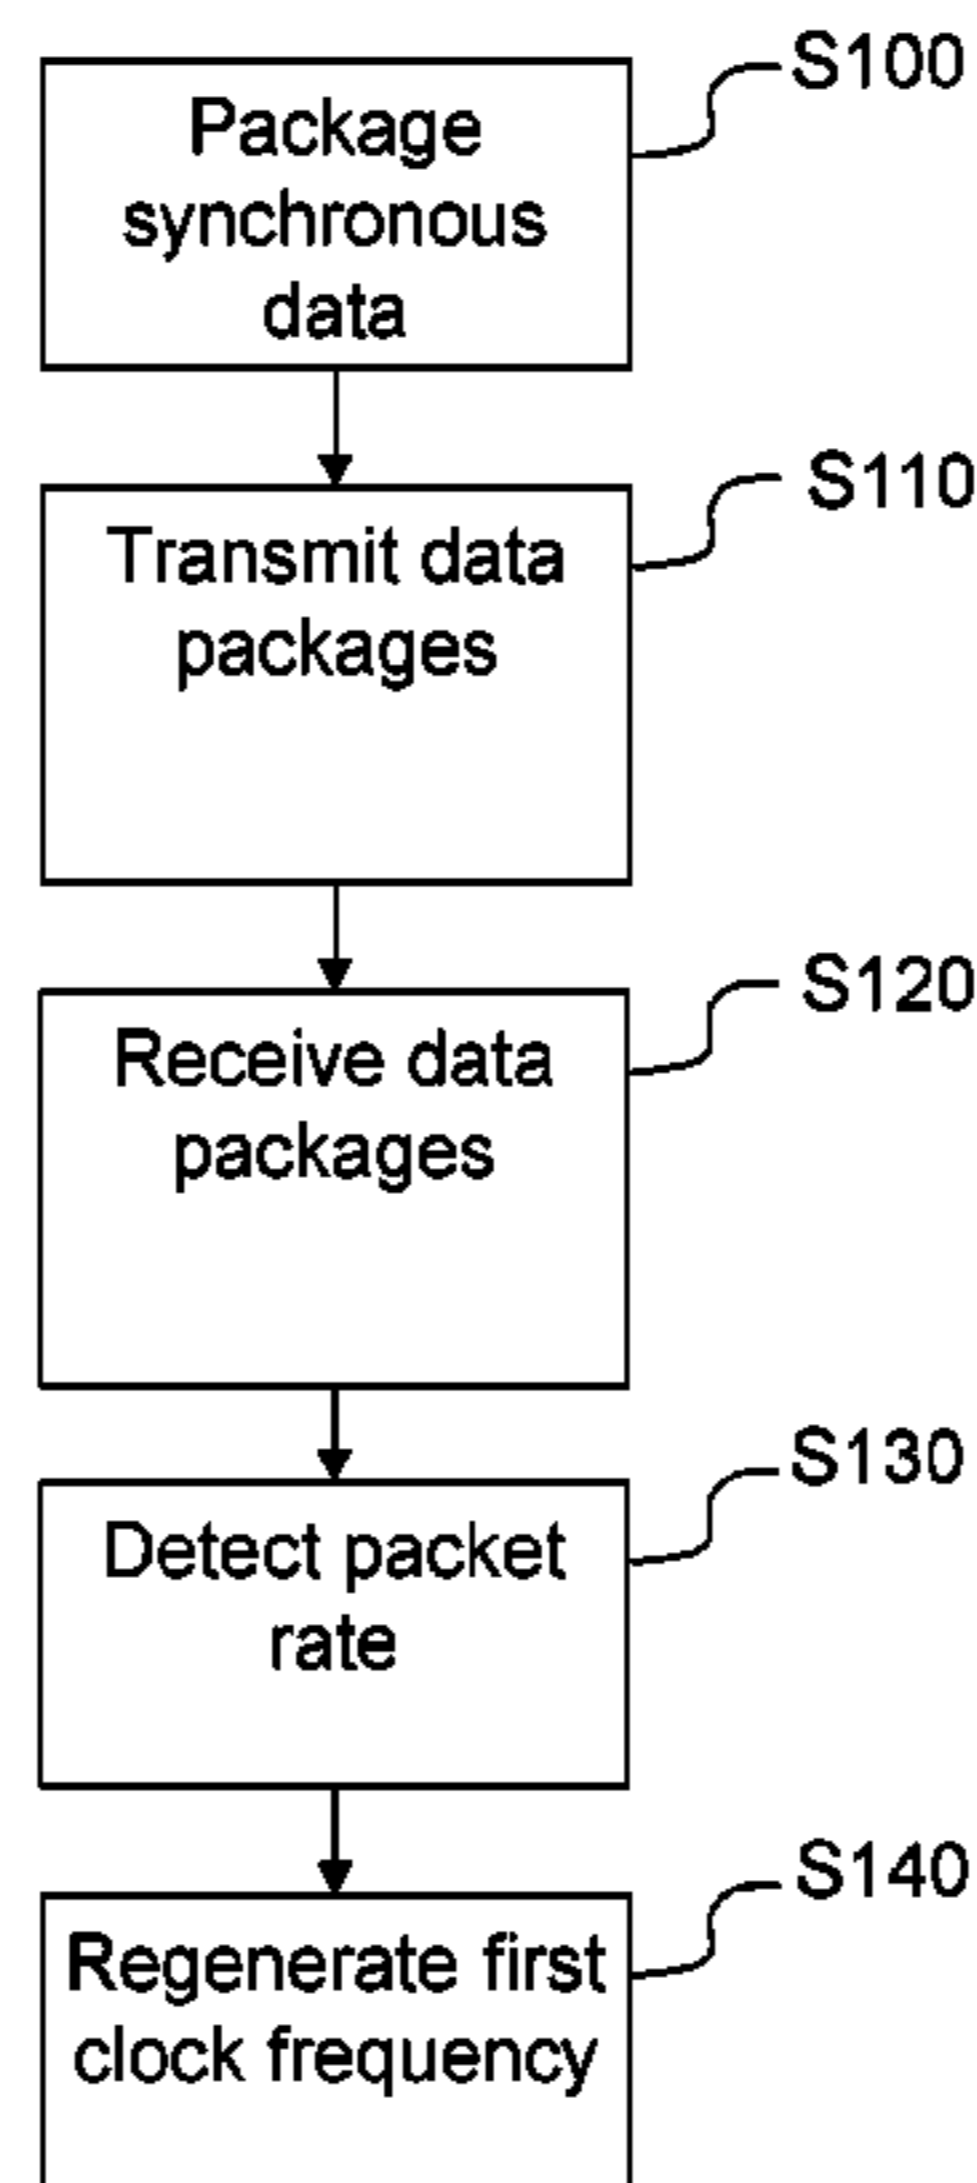 S100
Package
synchronous
data
S110
Transmit data
packages
S120
Receive data
packages
S130
Detect packet
rate
S140
Regenerate first
clock frequency